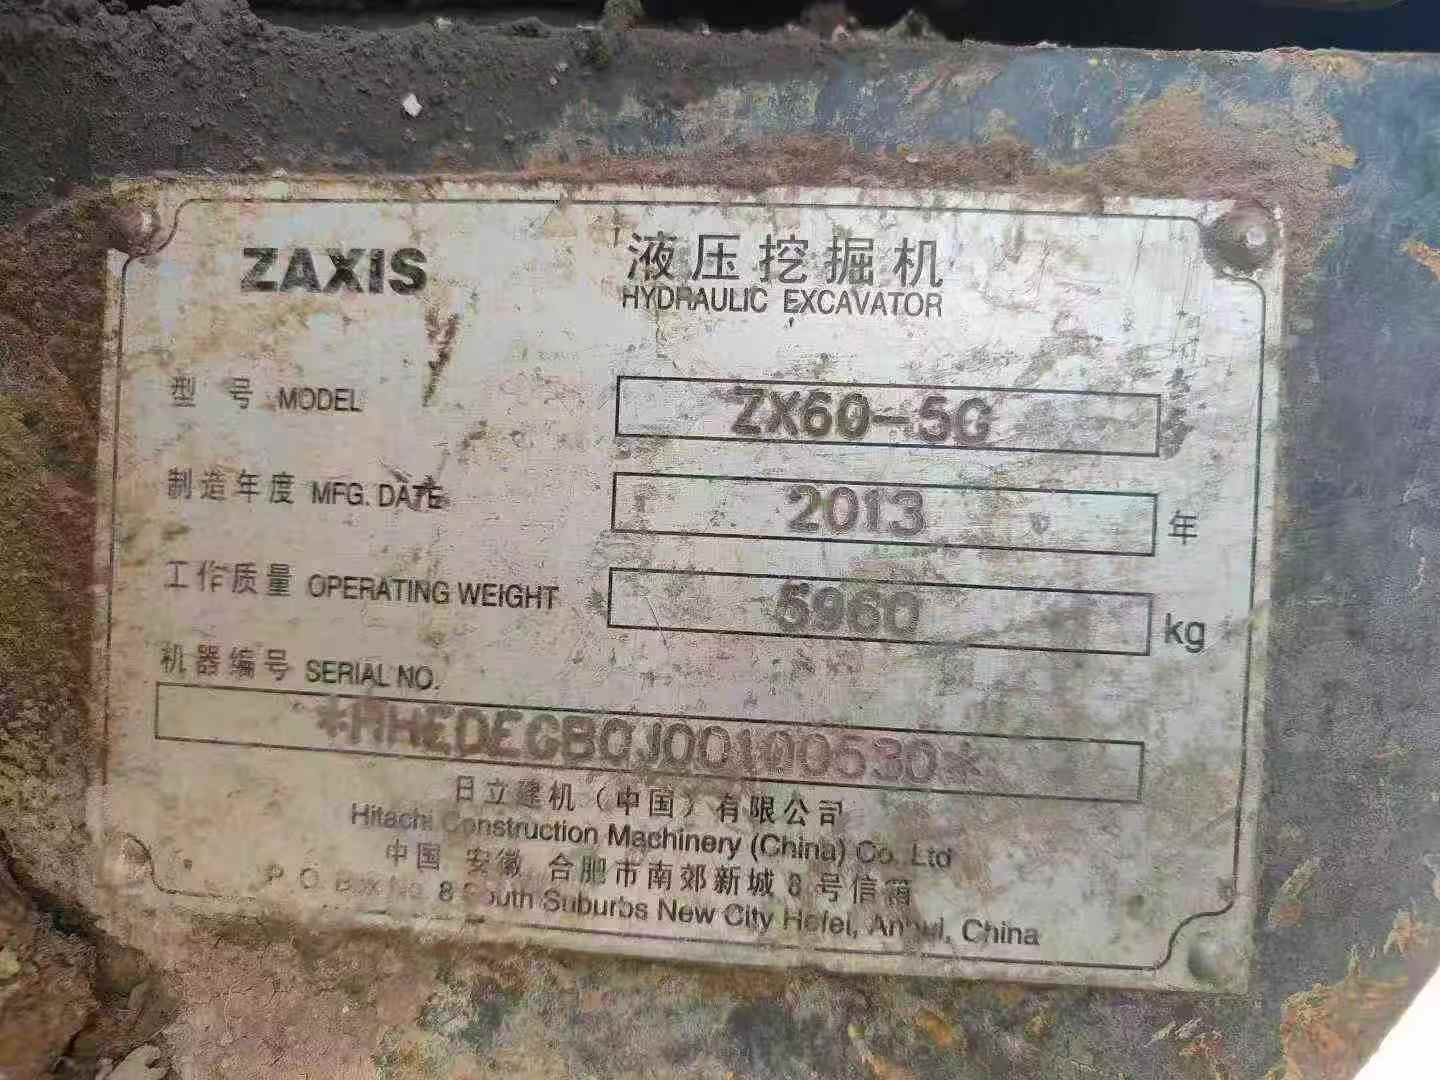 ZAXIS 液压挖掘机
HYDRAULIC EXCAVATOR
型号 MODEL ZX60-5G
制造年度 MFG. DATE 2013 年
工作质量 OPERATING WEIGHT 5960 kg
机器编号 SERIAL NO.
日立建机（中国）有限公司
Hitachi Construction Machinery (China) Co. Ltd
中国 安徽 合肥市南郊新城 8 号信箱
P. O. Box No. 8 South Suburbs New City Hefei, Anhui, China